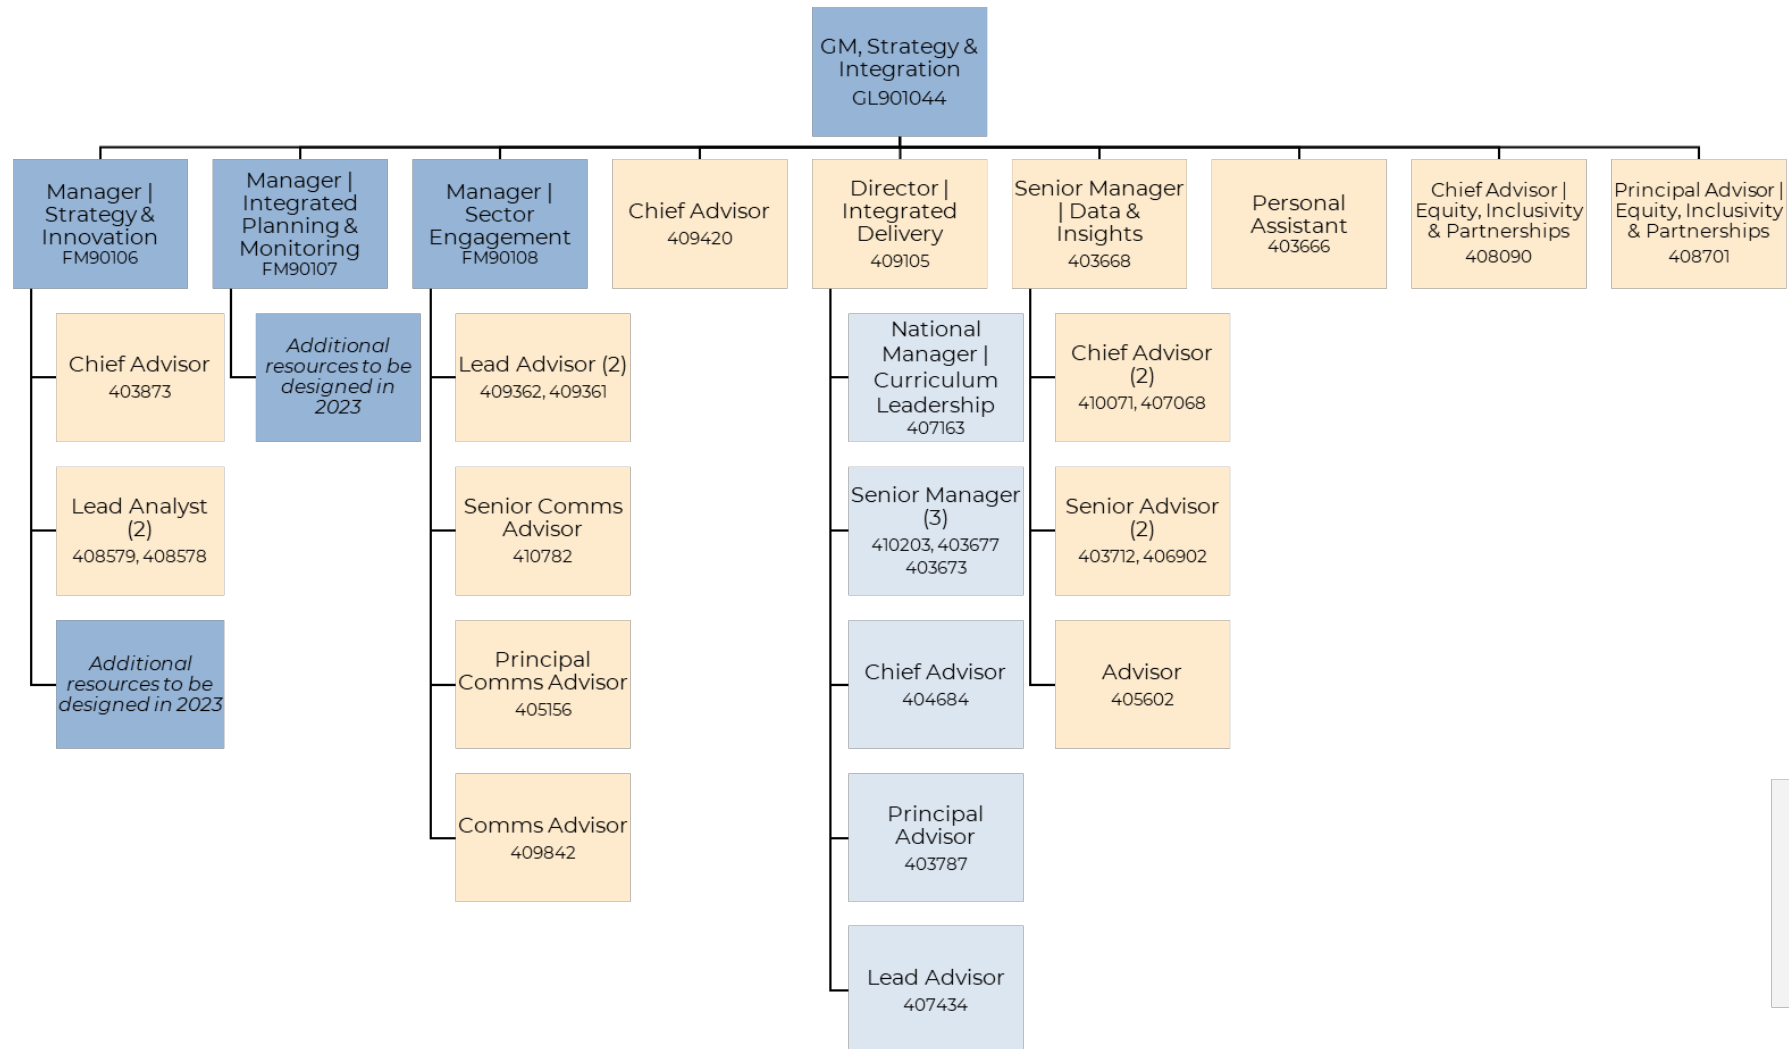 GM, Strategy &
Integration
GL901044
Manager |
Strategy &
Innovation
FM90106
Manager |
Integrated
Planning &
Monitoring
FM90107
Manager |
Sector
Engagement
FM90108
Chief Advisor
409420
Director |
Integrated
Delivery
409105
Senior Manager
| Data &
Insights
403668
Personal
Assistant
403666
Chief Advisor |
Equity, Inclusivity
& Partnerships
408090
Principal Advisor |
Equity, Inclusivity
& Partnerships
408701
Chief Advisor
403873
Lead Analyst
(2)
408579, 408578
Additional
resources to be
designed in 2023
Additional
resources to be
designed in
2023
Lead Advisor (2)
409362, 409361
Senior Comms
Advisor
410782
Principal
Comms Advisor
405156
Comms Advisor
409842
National
Manager |
Curriculum
Leadership
407163
Senior Manager
(3)
410203, 403677
403673
Chief Advisor
404684
Principal
Advisor
403787
Lead Advisor
407434
Chief Advisor
(2)
410071, 407068
Senior Advisor
(2)
403712, 406902
Advisor
405602